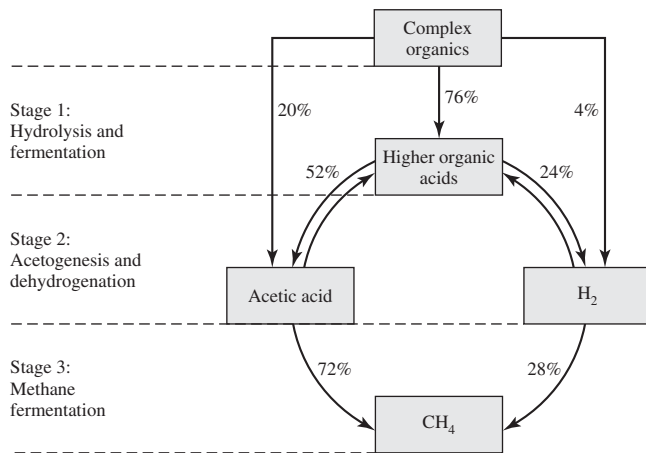 Complex
organics
Stage 1:
Hydrolysis and
fermentation
20%
76%
4%
Higher organic
acids
52%
24%
Stage 2:
Acetogenesis and
dehydrogenation
Acetic acid
H₂
Stage 3:
Methane
fermentation
72%
28%
CH₄